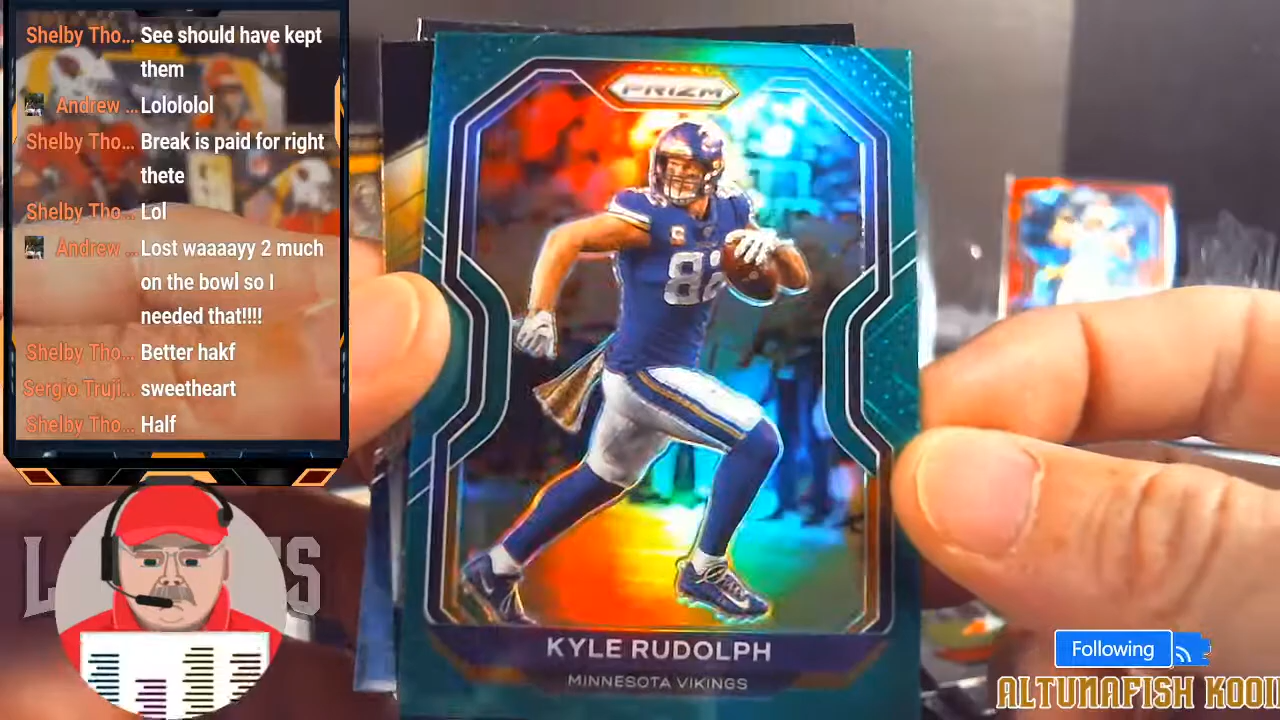 Shelby Tho... See should have kept
them
Andrew ... Lolololol
Shelby Tho... Break is paid for right
thete
Shelby Tho... Lol
Andrew ... Lost waaaayy 2 much
on the bowl so I
needed that!!!!
Shelby Tho... Better hakf
Sergio Truji... sweetheart
Shelby Tho... Half
PRIZM
82
KYLE RUDOLPH
MINNESOTA VIKINGS
Following
ALTUNAFISH KOOI